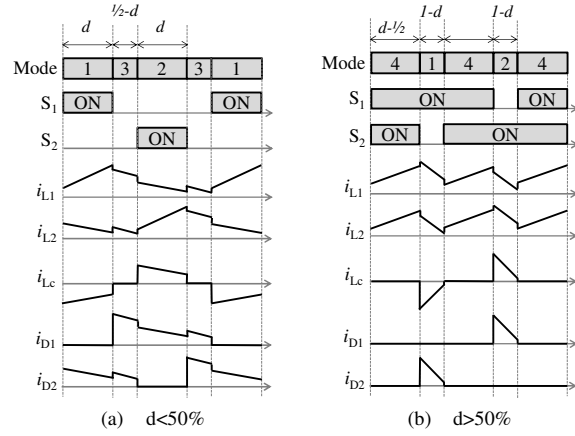 ½-d
d d
Mode 1 3 2 3 1
S1 ON ON
S2 ON
iL1
iL2
iLc
iD1
iD2
(a) d<50%
1-d 1-d
d-½
Mode 4 1 4 2 4
S1 ON ON
S2 ON ON
iL1
iL2
iLc
iD1
iD2
(b) d>50%